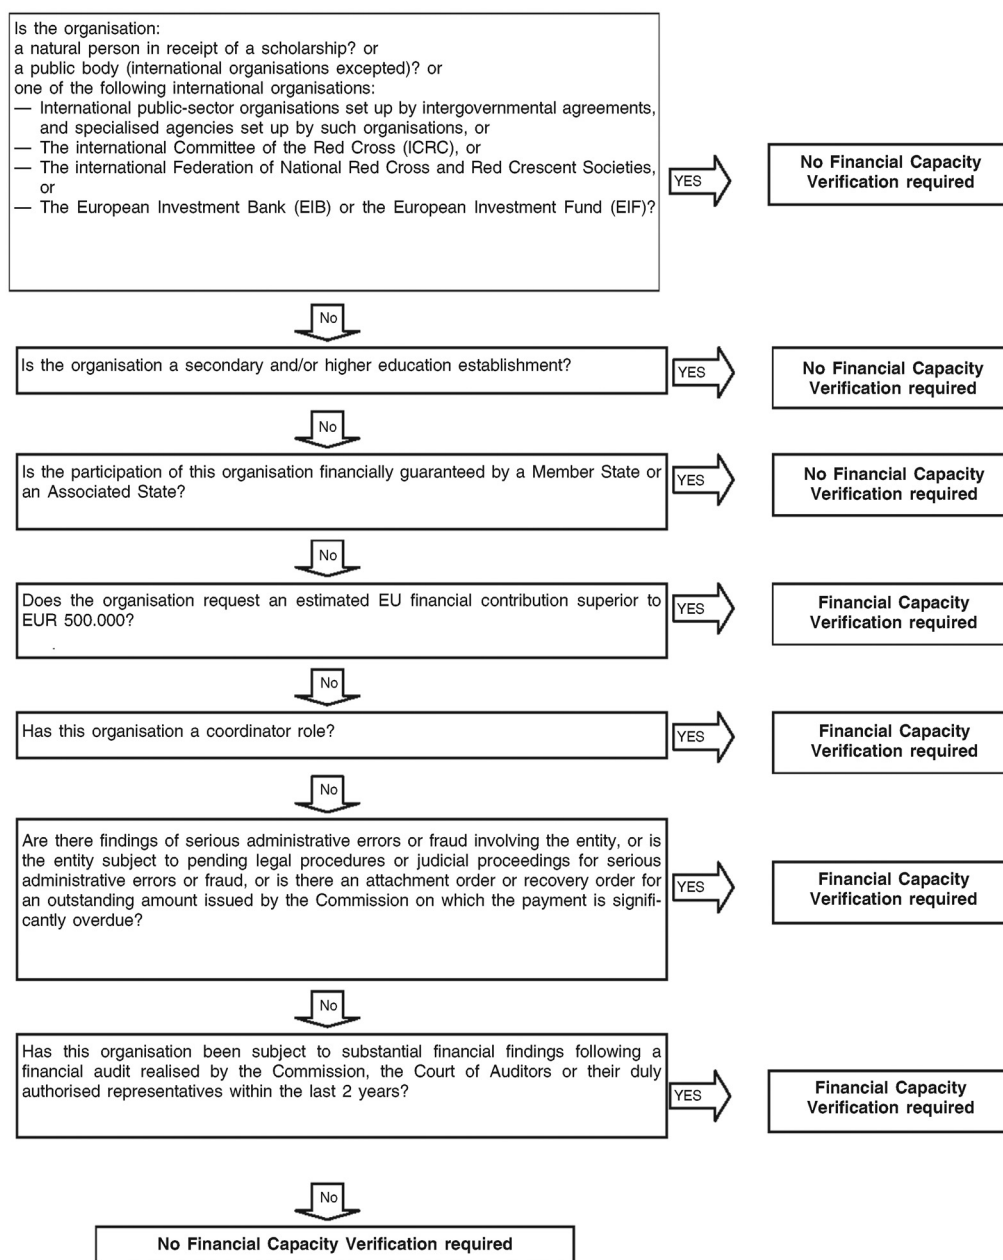 Is the organisation:
a natural person in receipt of a scholarship? or
a public body (international organisations excepted)? or
one of the following international organisations:
— International public-sector organisations set up by intergovernmental agreements,
and specialised agencies set up by such organisations, or
— The international Committee of the Red Cross (ICRC), or
— The international Federation of National Red Cross and Red Crescent Societies,
or
— The European Investment Bank (EIB) or the European Investment Fund (EIF)?
YES
No Financial Capacity
Verification required
No
Is the organisation a secondary and/or higher education establishment?
YES
No Financial Capacity
Verification required
No
Is the participation of this organisation financially guaranteed by a Member State or
an Associated State?
YES
No Financial Capacity
Verification required
No
Does the organisation request an estimated EU financial contribution superior to
EUR 500.000?
YES
Financial Capacity
Verification required
No
Has this organisation a coordinator role?
YES
Financial Capacity
Verification required
No
Are there findings of serious administrative errors or fraud involving the entity, or is
the entity subject to pending legal procedures or judicial proceedings for serious
administrative errors or fraud, or is there an attachment order or recovery order for
an outstanding amount issued by the Commission on which the payment is signifi-
cantly overdue?
YES
Financial Capacity
Verification required
No
Has this organisation been subject to substantial financial findings following a
financial audit realised by the Commission, the Court of Auditors or their duly
authorised representatives within the last 2 years?
YES
Financial Capacity
Verification required
No
No Financial Capacity Verification required